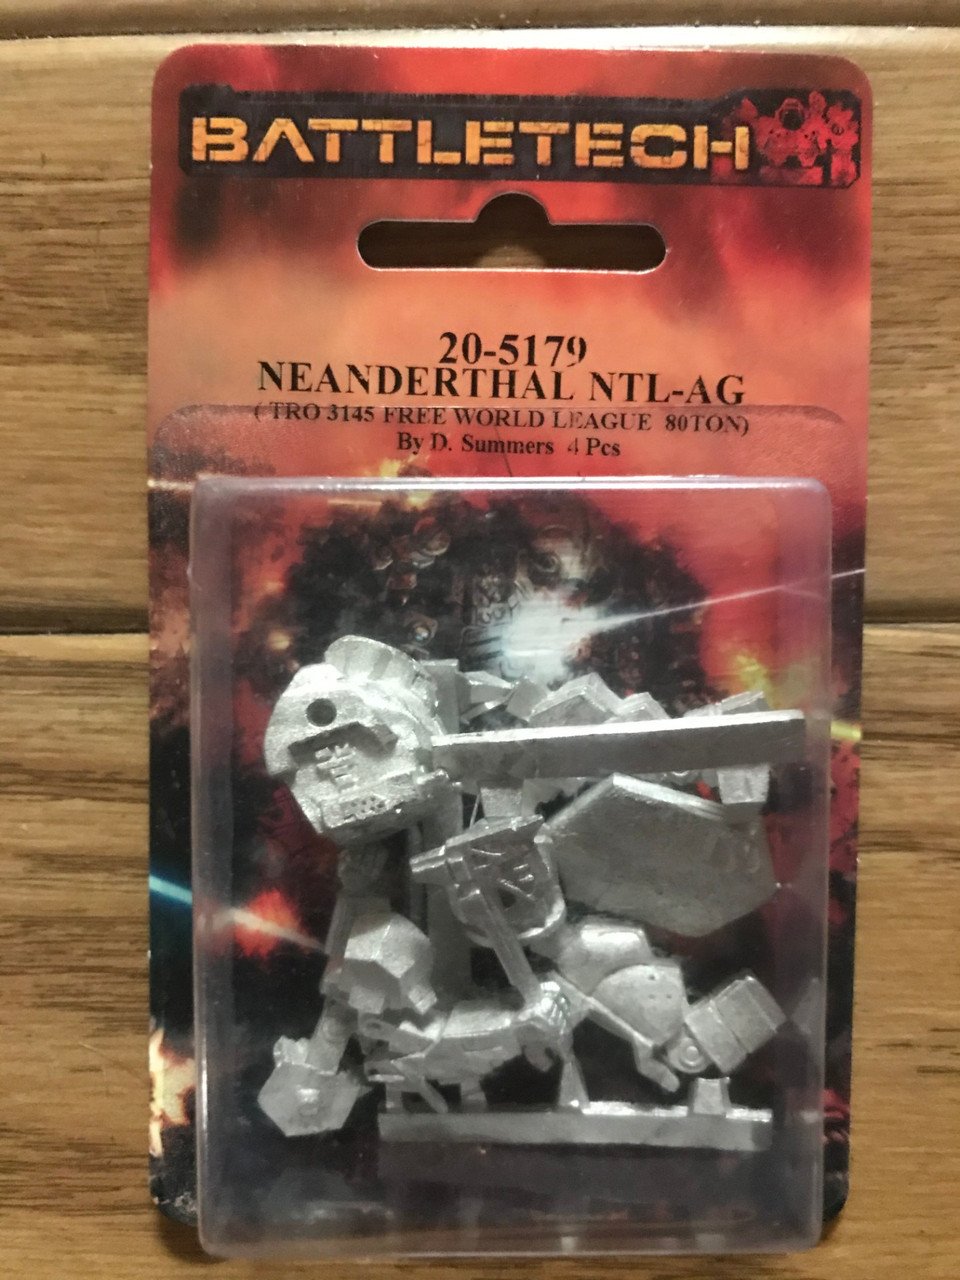 BATTLETECH
20-5179
NEANDERTHAL NTL-AG
( TRO 3145 FREE WORLD LEAGUE 80TON)
By D. Summers 4 Pcs